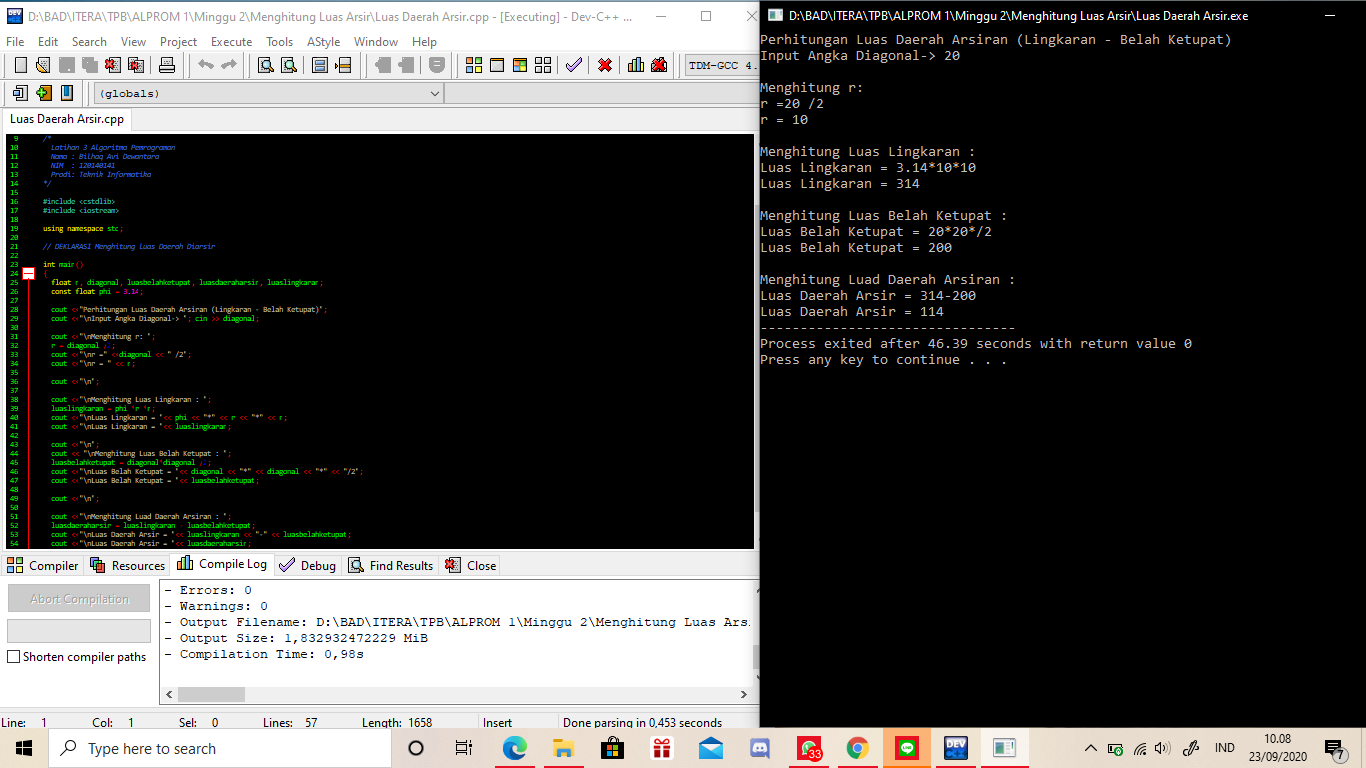 D:\BAD\ITERA\TPB\ALPROM 1\Minggu 2\Menghitung Luas Arsir\Luas Daerah Arsir.cpp - [Executing] - Dev-C++ ...
File Edit Search View Project Execute Tools AStyle Window Help
TDM-GCC 4.
(globals)
Luas Daerah Arsir.cpp
9 /*
10 Latihan 3 Algoritma Pemrograman
11 Nama : Bilhaq Avi Dewantara
12 NIM : 120140141
13 Prodi: Teknik Informatika
14 */
15
16 #include <cstdlib>
17 #include <iostream>
18
19 using namespace std;
20
21 // DEKLARASI Menghitung Luas Daerah Diarsir
22
23 int main()
24 {
25 float r, diagonal, luasbelahketupat, luasdaeraharsir, luaslingkaran;
26 const float phi = 3.14;
27
28 cout <<"Perhitungan Luas Daerah Arsiran (Lingkaran - Belah Ketupat)";
29 cout <<"\nInput Angka Diagonal-> "; cin >> diagonal;
30
31 cout <<"\nMenghitung r: ";
32 r = diagonal /2;
33 cout <<"\nr =" <<diagonal << " /2";
34 cout <<"\nr = " << r;
35
36 cout <<"\n";
37
38 cout <<"\nMenghitung Luas Lingkaran : ";
39 luaslingkaran = phi *r *r;
40 cout <<"\nLuas Lingkaran = "<< phi << "*" << r << "*" << r;
41 cout <<"\nLuas Lingkaran = "<< luaslingkaran;
42
43 cout <<"\n";
44 cout << "\nMenghitung Luas Belah Ketupat : ";
45 luasbelahketupat = diagonal*diagonal /2;
46 cout <<"\nLuas Belah Ketupat = "<< diagonal << "*" << diagonal << "*" << "/2";
47 cout <<"\nLuas Belah Ketupat = "<< luasbelahketupat;
48
49 cout <<"\n";
50
51 cout <<"\nMenghitung Luad Daerah Arsiran : ";
52 luasdaeraharsir = luaslingkaran - luasbelahketupat;
53 cout <<"\nLuas Daerah Arsir = "<< luaslingkaran << "-" << luasbelahketupat;
54 cout <<"\nLuas Daerah Arsir = "<< luasdaeraharsir;
Compiler Resources Compile Log Debug Find Results Close
Abort Compilation
Shorten compiler paths
- Errors: 0
- Warnings: 0
- Output Filename: D:\BAD\ITERA\TPB\ALPROM 1\Minggu 2\Menghitung Luas Ars
- Output Size: 1,832932472229 MiB
- Compilation Time: 0,98s
Line: 1 Col: 1 Sel: 0 Lines: 57 Length: 1658 Insert Done parsing in 0,453 seconds
D:\BAD\ITERA\TPB\ALPROM 1\Minggu 2\Menghitung Luas Arsir\Luas Daerah Arsir.exe
Perhitungan Luas Daerah Arsiran (Lingkaran - Belah Ketupat)
Input Angka Diagonal-> 20
Menghitung r:
r =20 /2
r = 10
Menghitung Luas Lingkaran :
Luas Lingkaran = 3.14*10*10
Luas Lingkaran = 314
Menghitung Luas Belah Ketupat :
Luas Belah Ketupat = 20*20*/2
Luas Belah Ketupat = 200
Menghitung Luad Daerah Arsiran :
Luas Daerah Arsir = 314-200
Luas Daerah Arsir = 114
--------------------------------
Process exited after 46.39 seconds with return value 0
Press any key to continue . . .
Type here to search
33
DEV
IND
10.08
23/09/2020
7